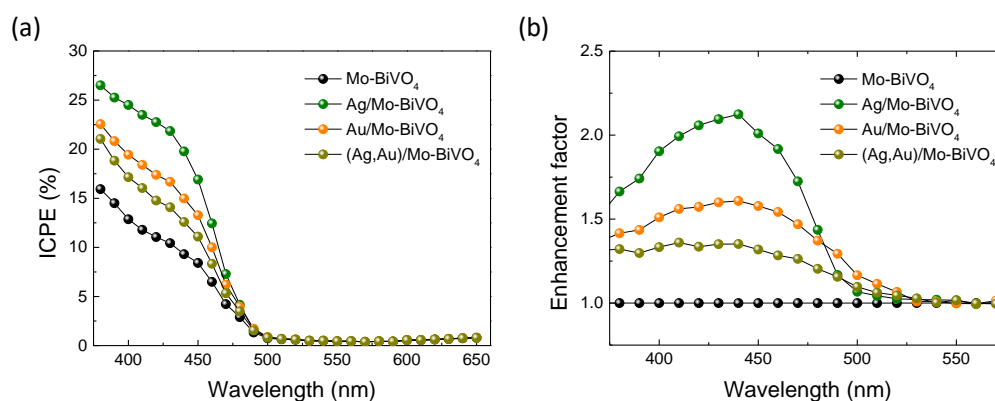 (a)
ICPE (%)
30
25
20
15
10
5
0
Mo-BiVO₄
Ag/Mo-BiVO₄
Au/Mo-BiVO₄
(Ag,Au)/Mo-BiVO₄
400 450 500 550 600 650
Wavelength (nm)
(b)
Enhancement factor
2.5
2.0
1.5
1.0
Mo-BiVO₄
Ag/Mo-BiVO₄
Au/Mo-BiVO₄
(Ag,Au)/Mo-BiVO₄
400 450 500 550
Wavelength (nm)